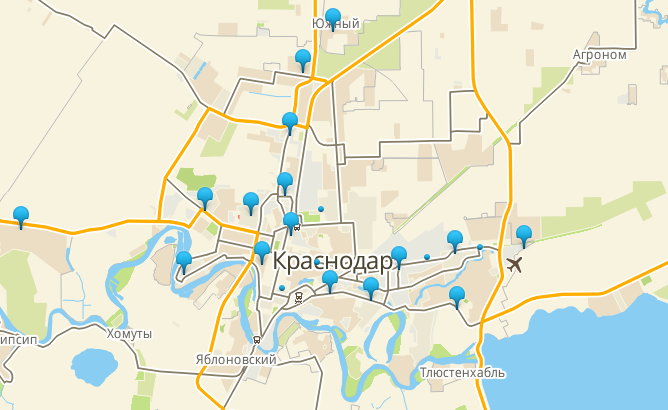 Южный
Агроном
Краснодар
Хомуты
ипсип
Яблоновский
Тлюстенхабль